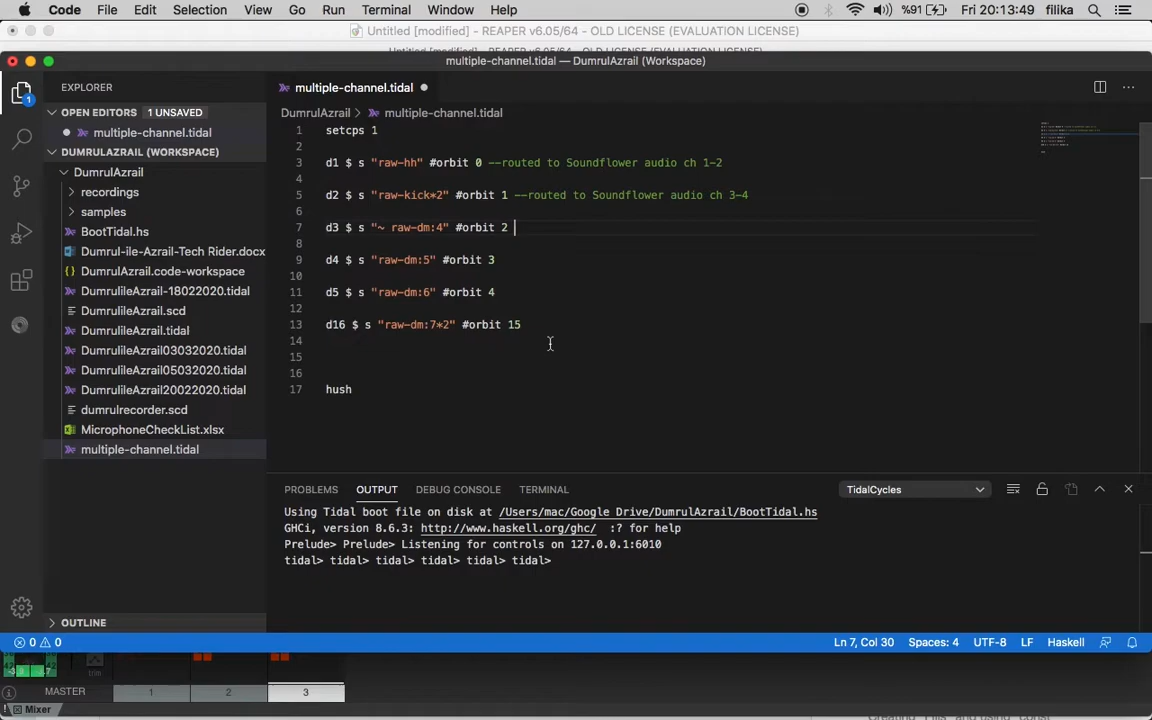 Code File Edit Selection View Go Run Terminal Window Help %91 Fri 20:13:49 filika
Untitled [modified] - REAPER v6.05/64 - OLD LICENSE (EVALUATION LICENSE)
multiple-channel.tidal — DumrulAzrail (Workspace)
EXPLORER
multiple-channel.tidal
OPEN EDITORS 1 UNSAVED
DumrulAzrail > multiple-channel.tidal
multiple-channel.tidal
DUMRULAZRAIL (WORKSPACE)
DumrulAzrail
recordings
samples
BootTidal.hs
Dumrul-ile-Azrail-Tech Rider.docx
DumrulAzrail.code-workspace
DumrulileAzrail-18022020.tidal
DumrulileAzrail.scd
DumrulileAzrail.tidal
DumrulileAzrail03032020.tidal
DumrulileAzrail05032020.tidal
DumrulileAzrail20022020.tidal
dumrulrecorder.scd
MicrophoneCheckList.xlsx
multiple-channel.tidal
OUTLINE
1 setcps 1
2
3 d1 $ s "raw-hh" #orbit 0 --routed to Soundflower audio ch 1-2
4
5 d2 $ s "raw-kick*2" #orbit 1 --routed to Soundflower audio ch 3-4
6
7 d3 $ s "~ raw-dm:4" #orbit 2
8
9 d4 $ s "raw-dm:5" #orbit 3
10
11 d5 $ s "raw-dm:6" #orbit 4
12
13 d16 $ s "raw-dm:7*2" #orbit 15
14
15
16
17 hush
PROBLEMS OUTPUT DEBUG CONSOLE TERMINAL TidalCycles
Using Tidal boot file on disk at /Users/mac/Google Drive/DumrulAzrail/BootTidal.hs
GHCi, version 8.6.3: http://www.haskell.org/ghc/ :? for help
Prelude> Prelude> Listening for controls on 127.0.0.1:6010
tidal> tidal> tidal> tidal> tidal> tidal>
0 0 Ln 7, Col 30 Spaces: 4 UTF-8 LF Haskell
trim
MASTER 1 2 3
Mixer